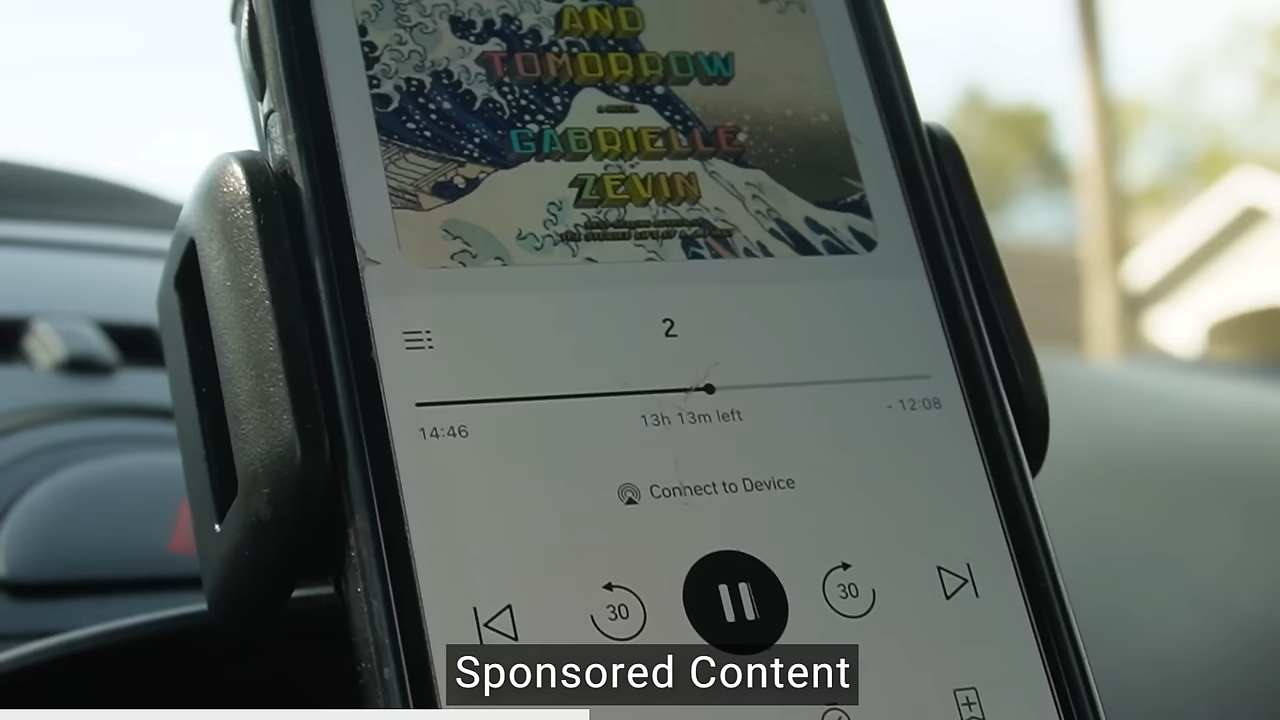 AND
TOMORROW
A NOVEL
GABRIELLE
ZEVIN
2
14:46
13h 13m left
- 12:08
Connect to Device
30
30
Sponsored Content